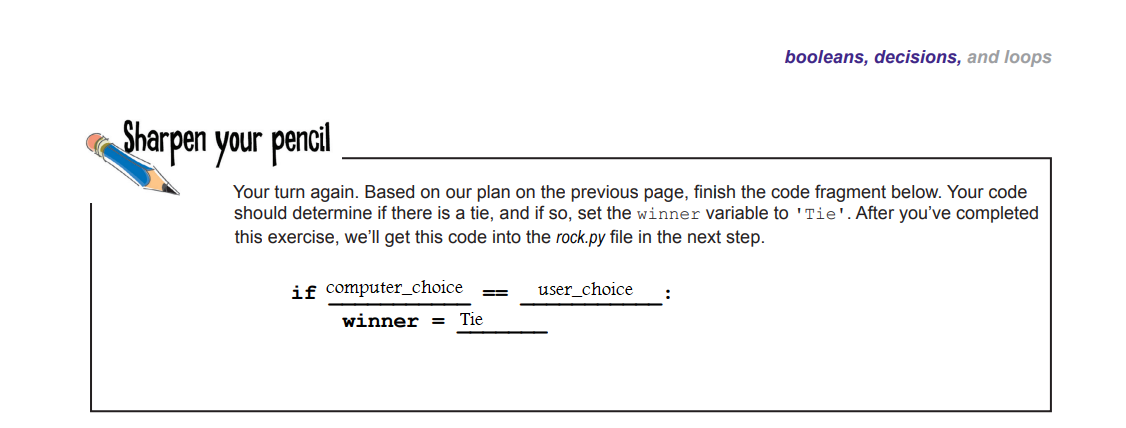 booleans, decisions, and loops
Sharpen your pencil
Your turn again. Based on our plan on the previous page, finish the code fragment below. Your code
should determine if there is a tie, and if so, set the winner variable to 'Tie'. After you’ve completed
this exercise, we’ll get this code into the rock.py file in the next step.
if computer_choice == user_choice :
winner = Tie